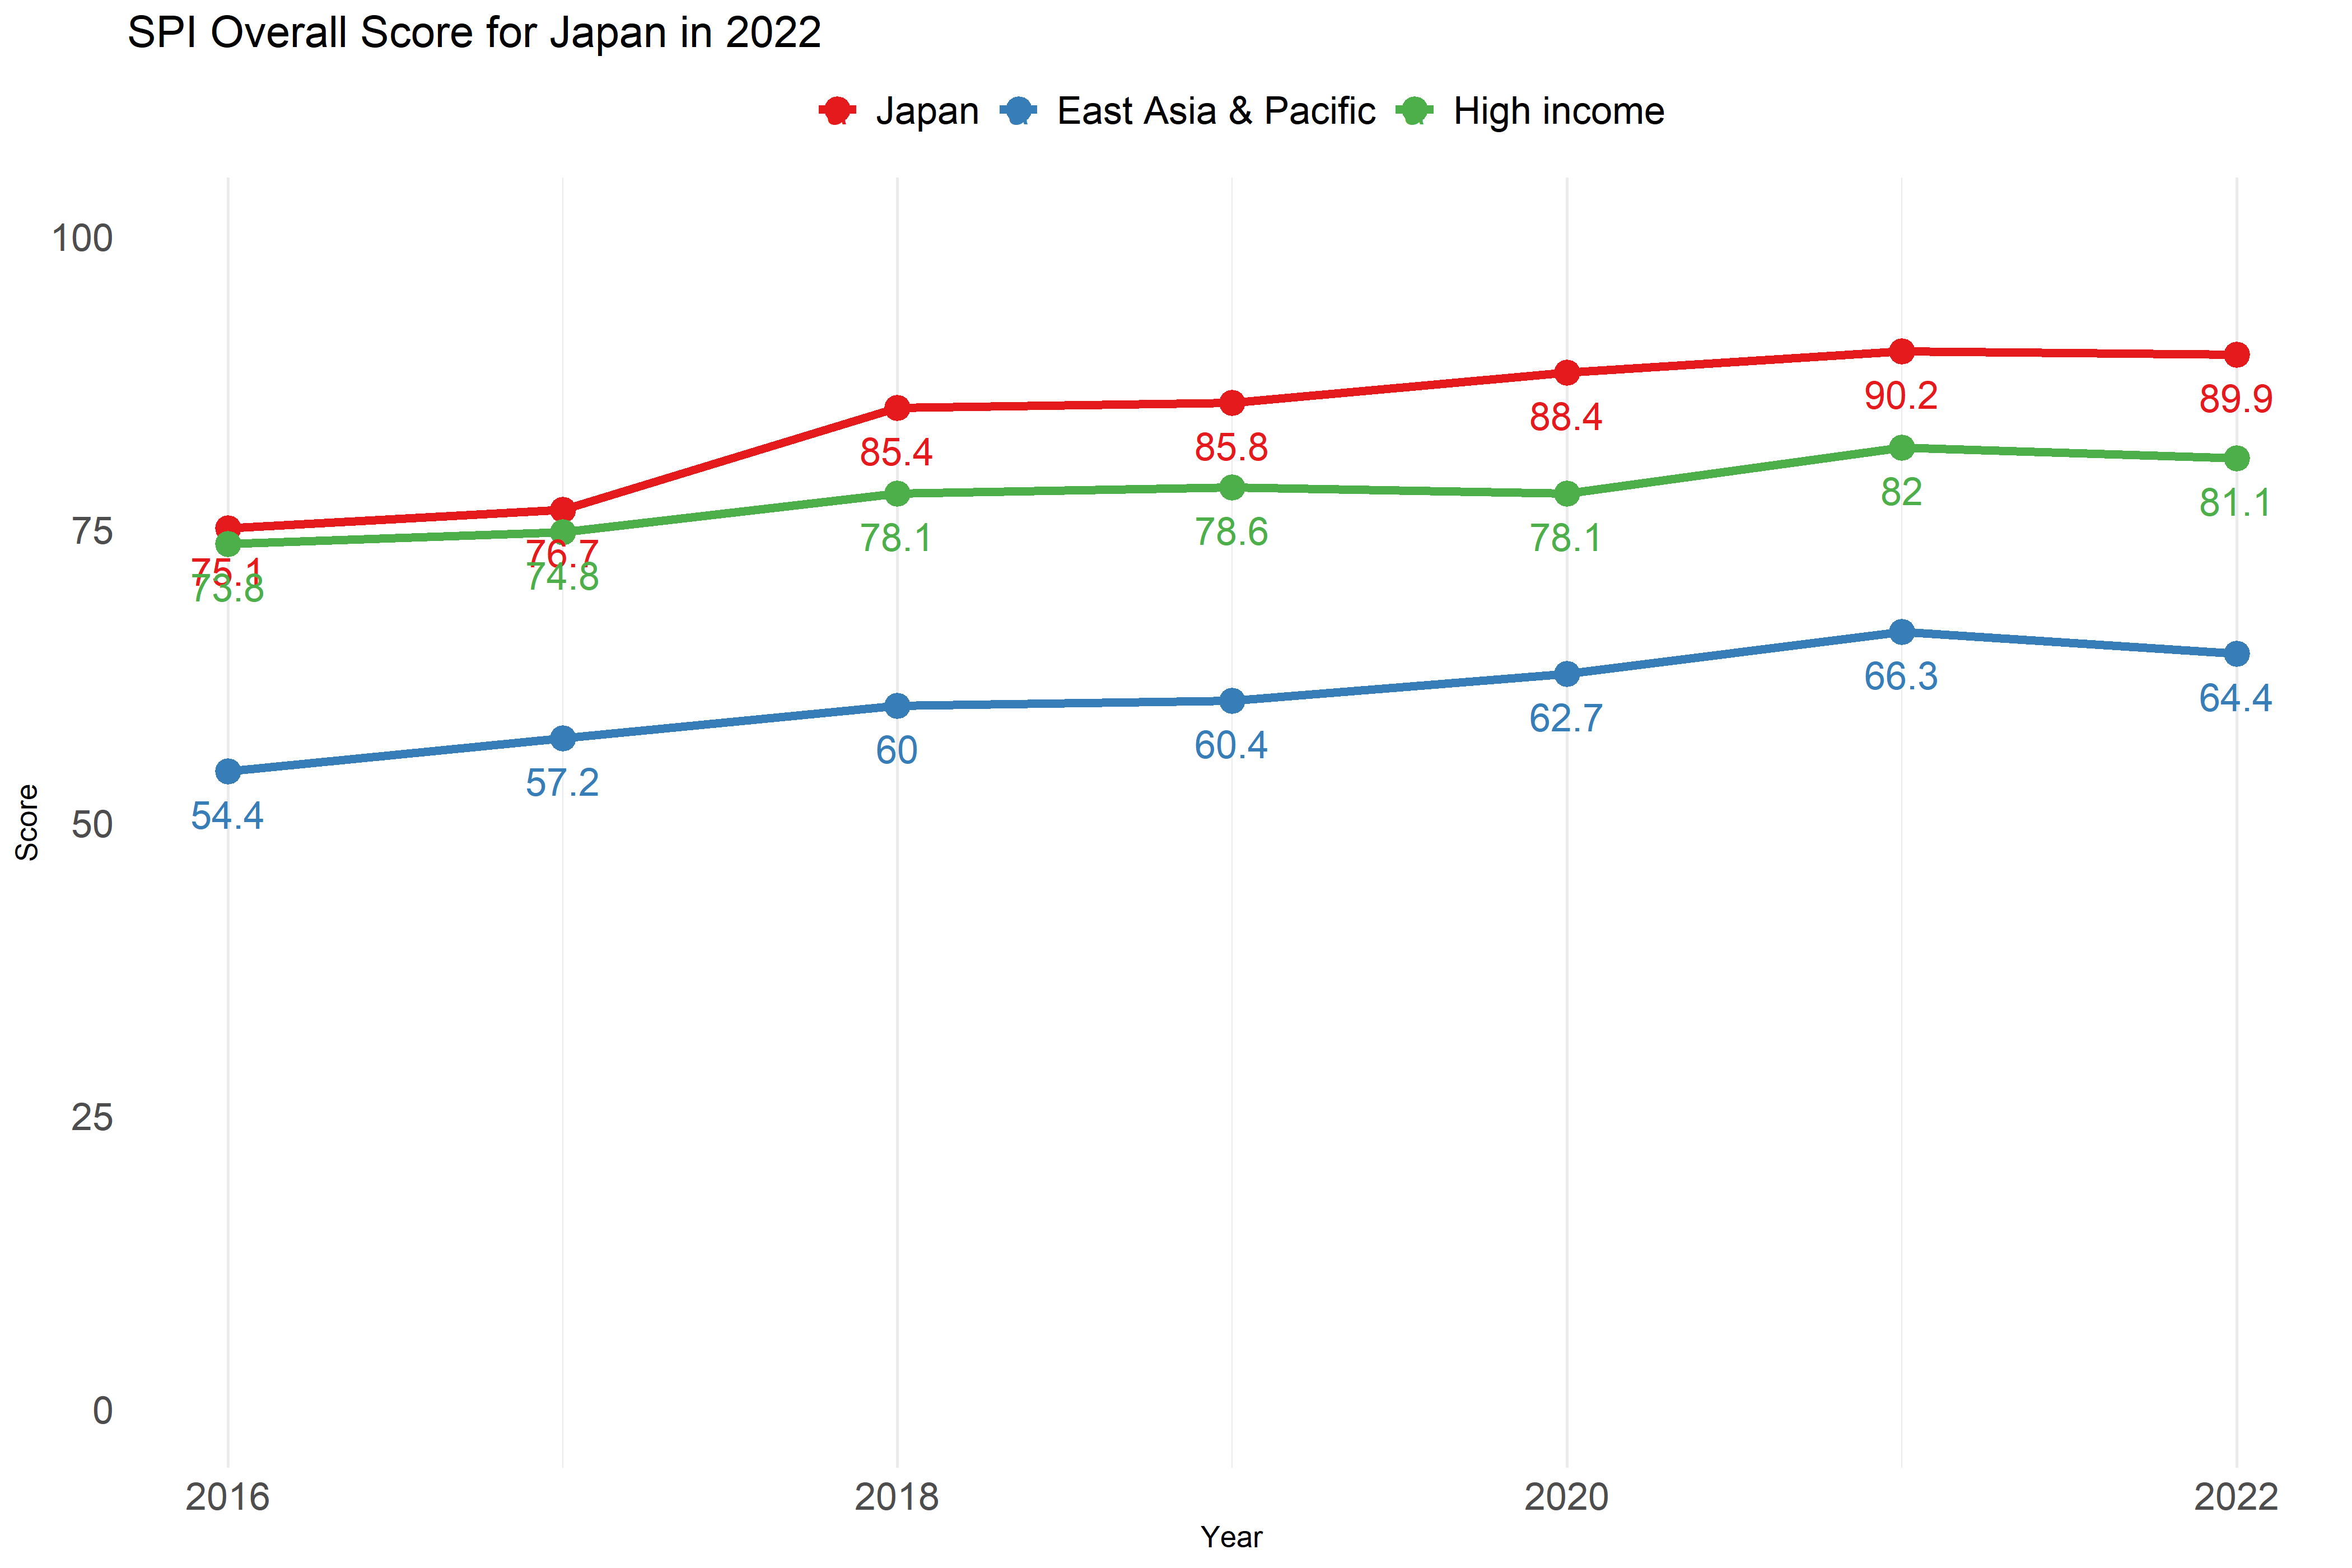 SPI Overall Score for Japan in 2022
Japan East Asia & Pacific High income
100
75
50
25
0
Score
75.1 76.7 85.4 85.8 88.4 90.2 89.9
73.8 74.8 78.1 78.6 78.1 82 81.1
54.4 57.2 60 60.4 62.7 66.3 64.4
2016 2018 2020 2022
Year